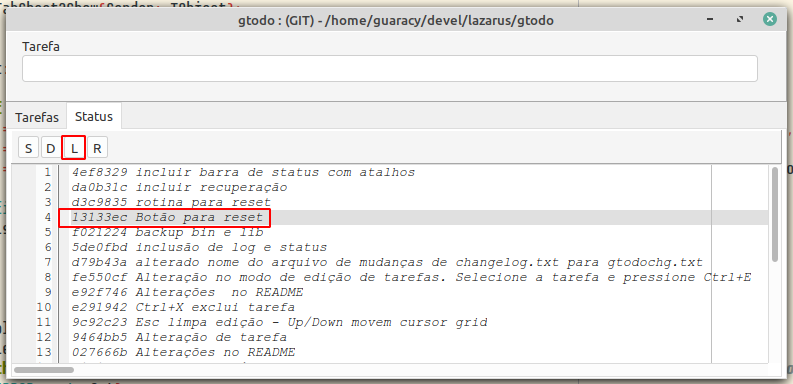 gtodo : (GIT) - /home/guaracy/devel/lazarus/gtodo
Tarefa
Tarefas Status
S D L R
1 4ef8329 incluir barra de status com atalhos
2 da0b31c incluir recuperação
3 d3c9835 rotina para reset
4 13133ec Botão para reset
5 f021224 backup bin e lib
6 5de0fbd inclusão de log e status
7 d79b43a alterado nome do arquivo de mudanças de changelog.txt para gtodochg.txt
8 fe550cf Alteração no modo de edição de tarefas. Selecione a tarefa e pressione Ctrl+E
9 e92f746 Alterações  no README
10 e291942 Ctrl+X exclui tarefa
11 9c92c23 Esc limpa edição - Up/Down movem cursor grid
12 9464bb5 Alteração de tarefa
13 027666b Alterações no README